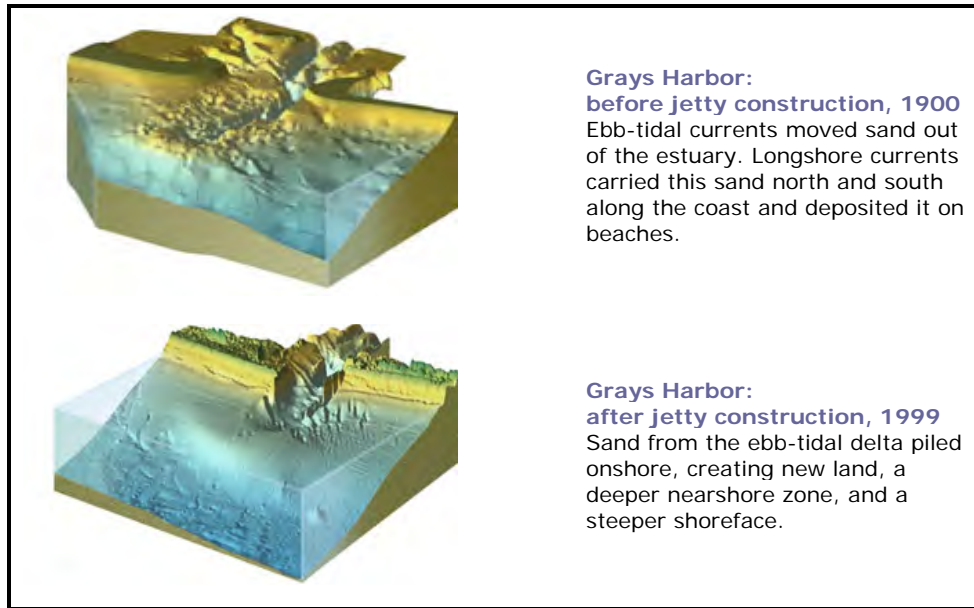 Grays Harbor:
before jetty construction, 1900
Ebb-tidal currents moved sand out
of the estuary. Longshore currents
carried this sand north and south
along the coast and deposited it on
beaches.
Grays Harbor:
after jetty construction, 1999
Sand from the ebb-tidal delta piled
onshore, creating new land, a
deeper nearshore zone, and a
steeper shoreface.